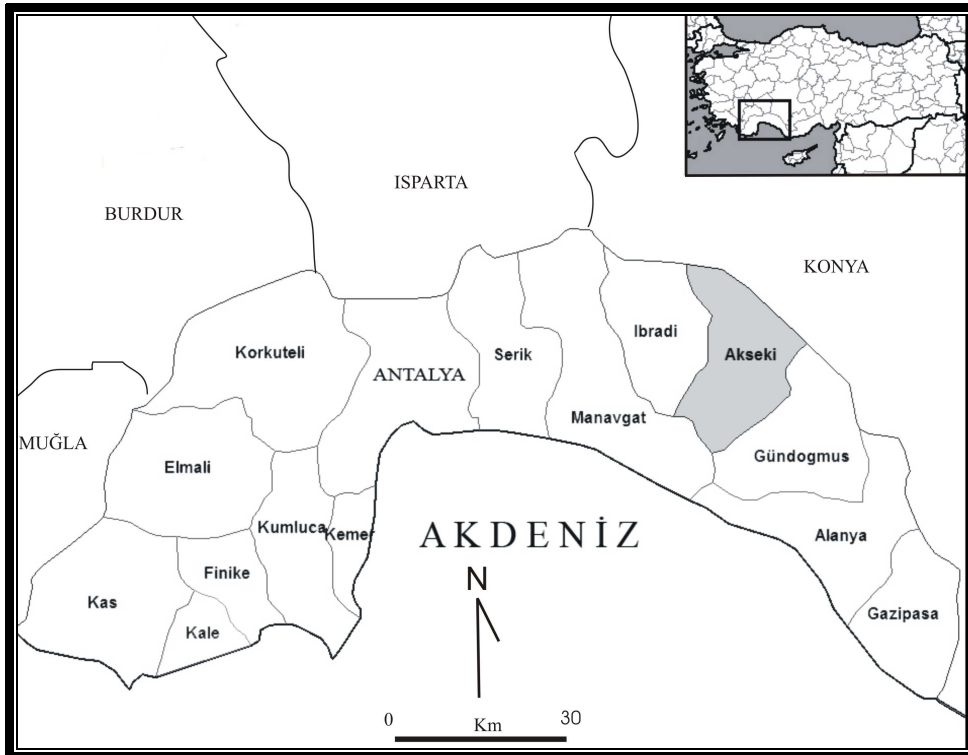 ISPARTA
BURDUR
KONYA
Korkuteli
ANTALYA
Serik
Ibradi
Akseki
Manavgat
MUĞLA
Elmali
Gündogmus
Kumluca
Kemer
AKDENİZ
Alanya
Finike
Kas
Kale
N
Gazipasa
0 Km 30